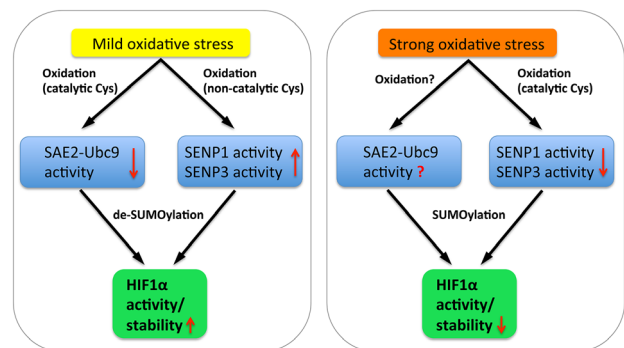 Mild oxidative stress
Oxidation
(catalytic Cys)
Oxidation
(non-catalytic Cys)
SAE2-Ubc9
activity
SENP1 activity
SENP3 activity
de-SUMOylation
HIF1α
activity/
stability
Strong oxidative stress
Oxidation?
Oxidation
(catalytic Cys)
SAE2-Ubc9
activity ?
SENP1 activity
SENP3 activity
SUMOylation
HIF1α
activity/
stability